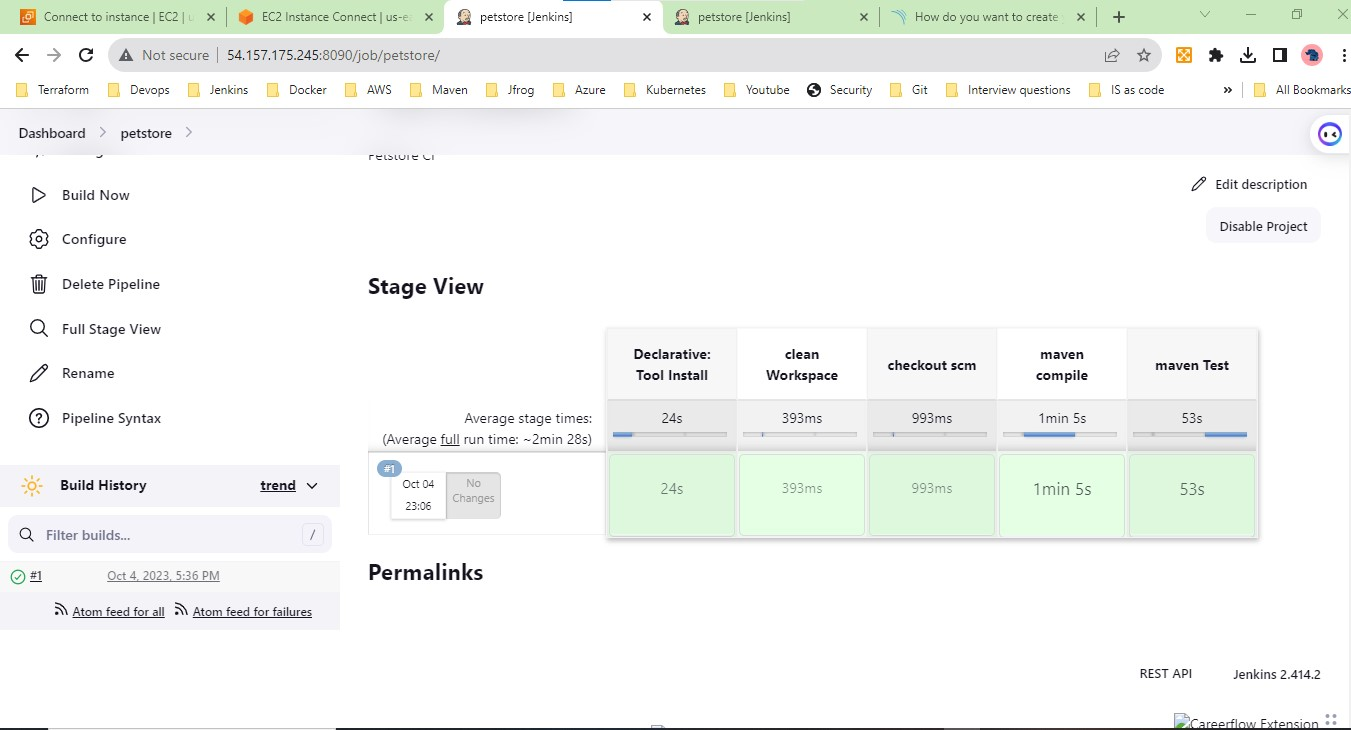 Connect to instance | EC2 | u
EC2 Instance Connect | us-e
petstore [Jenkins]
petstore [Jenkins]
How do you want to create
Not secure
54.157.175.245:8090/job/petstore/
Terraform
Devops
Jenkins
Docker
AWS
Maven
Jfrog
Azure
Kubernetes
Youtube
Security
Git
Interview questions
IS as code
»
All Bookmarks
Dashboard
petstore
Petstore CI
Build Now
Configure
Delete Pipeline
Full Stage View
Rename
Pipeline Syntax
Build History
trend
Filter builds...
/
#1
Oct 4, 2023, 5:36 PM
Atom feed for all
Atom feed for failures
Edit description
Disable Project
Stage View
Declarative:
Tool Install
clean
Workspace
checkout scm
maven
compile
maven Test
Average stage times:
(Average full run time: ~2min 28s)
24s
393ms
993ms
1min 5s
53s
#1
Oct 04
23:06
No
Changes
24s
393ms
993ms
1min 5s
53s
Permalinks
REST API
Jenkins 2.414.2
Careerflow Extension